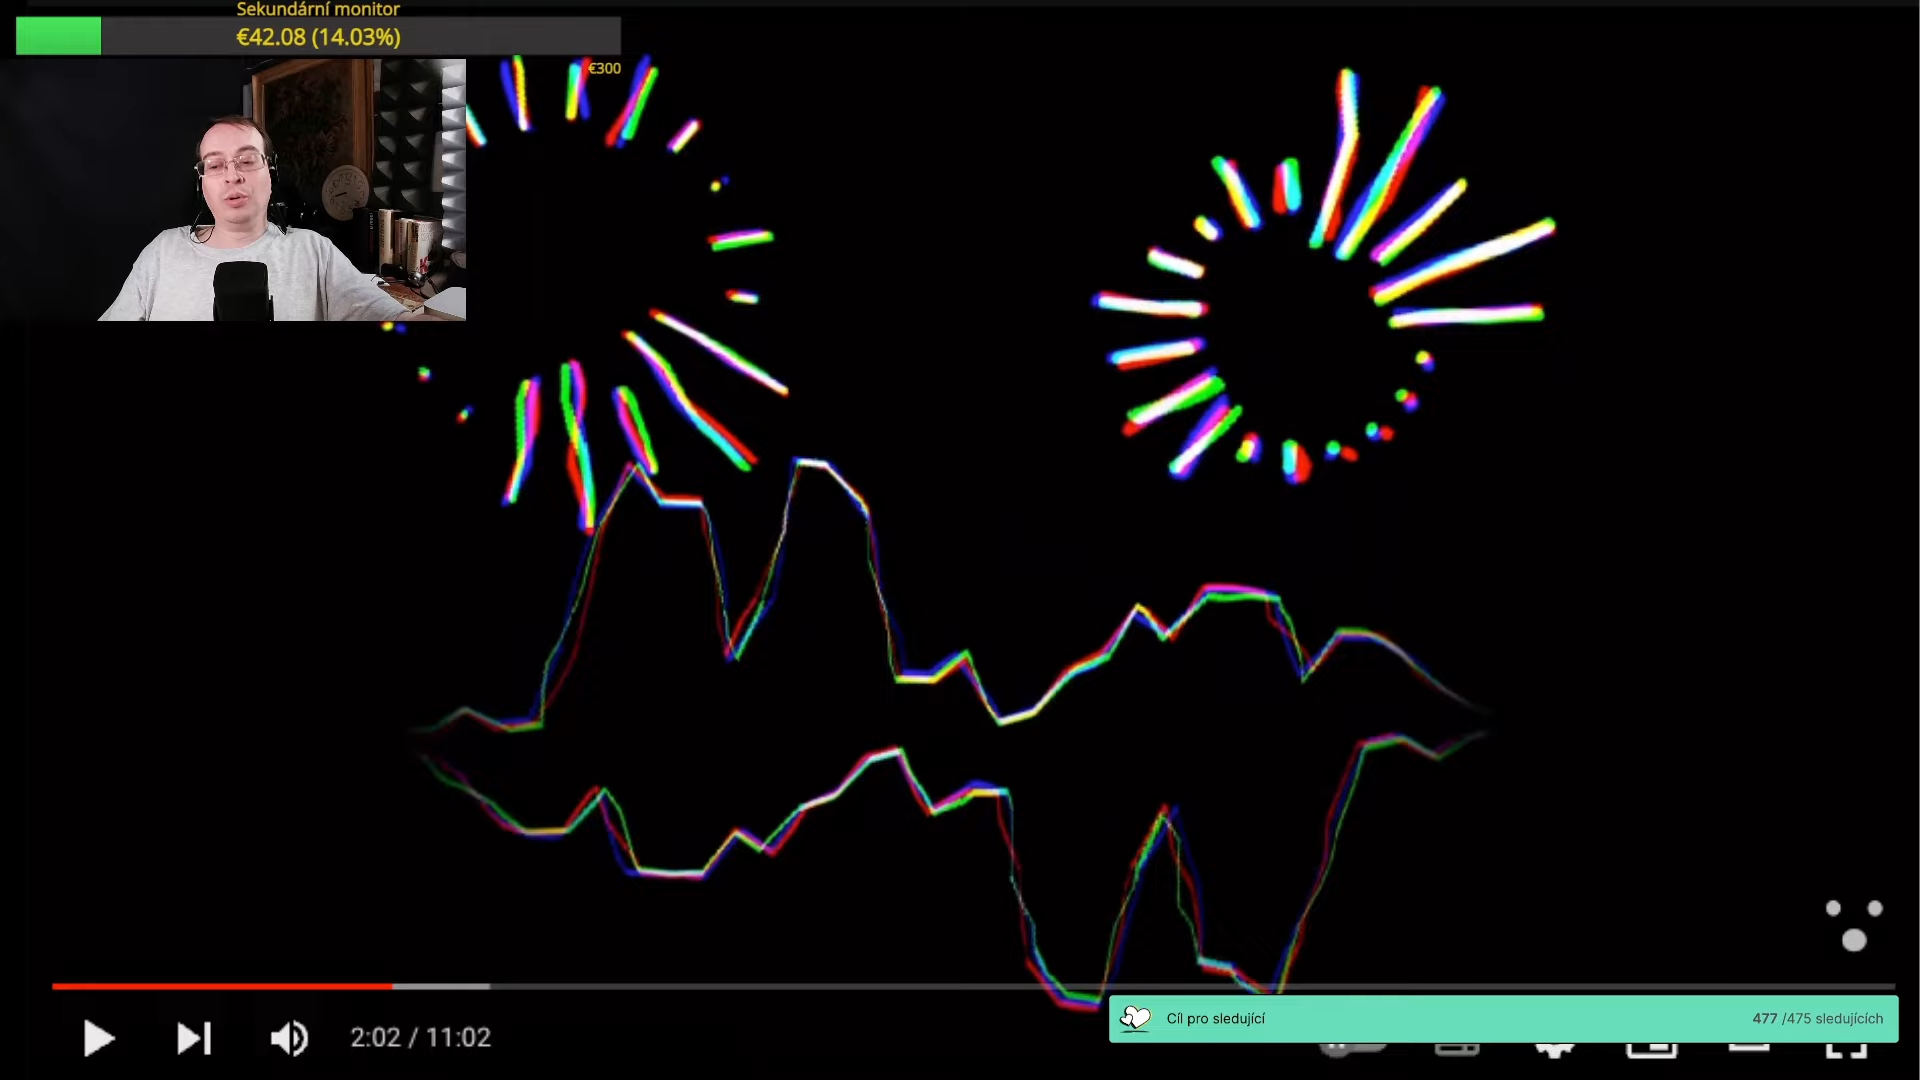 Sekundární monitor
€42.08 (14.03%)
€300
Cíl pro sledující
477 /475 sledujících
2:02 / 11:02